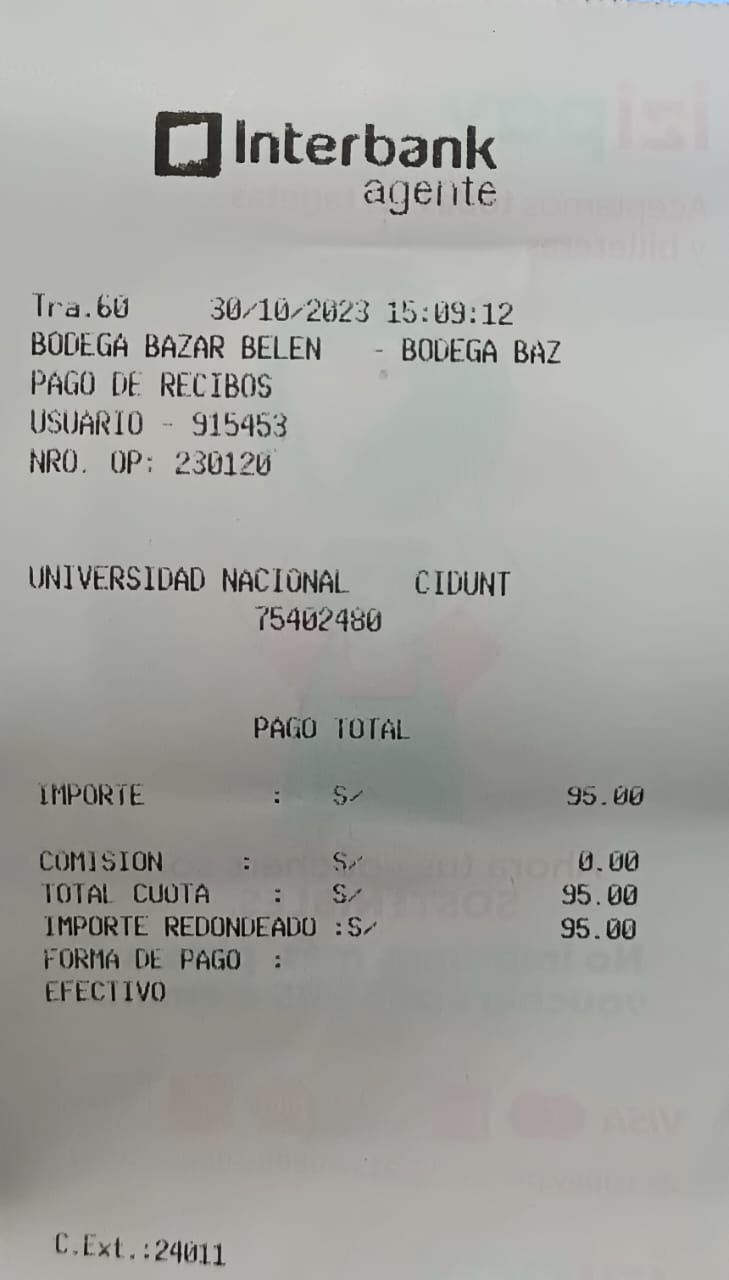 Interbank
agente
Tra.60 30/10/2023 15:09:12
BODEGA BAZAR BELEN - BODEGA BAZ
PAGO DE RECIBOS
USUARIO - 915453
NRO. OP: 230120
UNIVERSIDAD NACIONAL CIDUNT
75402480
PAGO TOTAL
IMPORTE : S/ 95.00
COMISION : S/ 0.00
TOTAL CUOTA : S/ 95.00
IMPORTE REDONDEADO :S/ 95.00
FORMA DE PAGO :
EFECTIVO
C.Ext.:24011